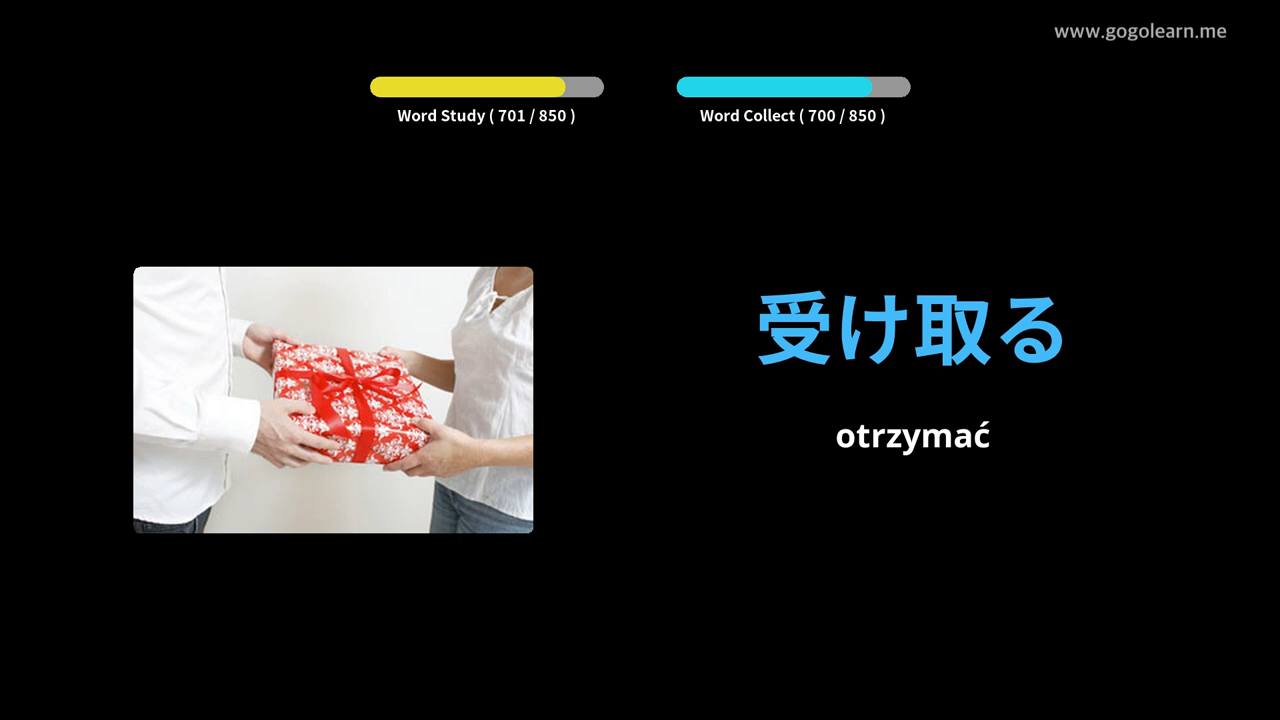 www.gogolearn.me
Word Study ( 701 / 850 )
Word Collect ( 700 / 850 )
受け取る
otrzymać